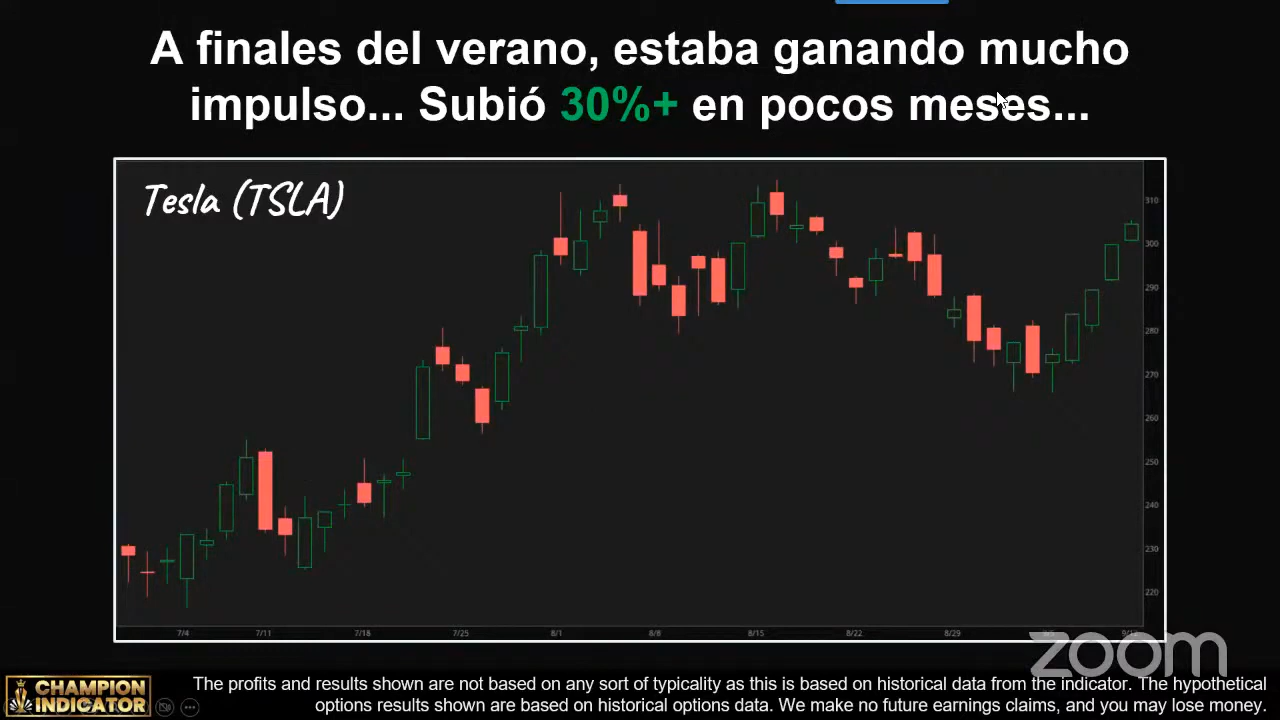 A finales del verano, estaba ganando mucho
impulso... Subió 30%+ en pocos meses...
Tesla (TSLA)
310
300
290
280
270
260
250
240
230
220
7/4 7/11 7/18 7/25 8/1 8/8 8/15 8/22 8/29
zoom
CHAMPION
INDICATOR
The profits and results shown are not based on any sort of typicality as this is based on historical data from the indicator. The hypothetical
options results shown are based on historical options data. We make no future earnings claims, and you may lose money.